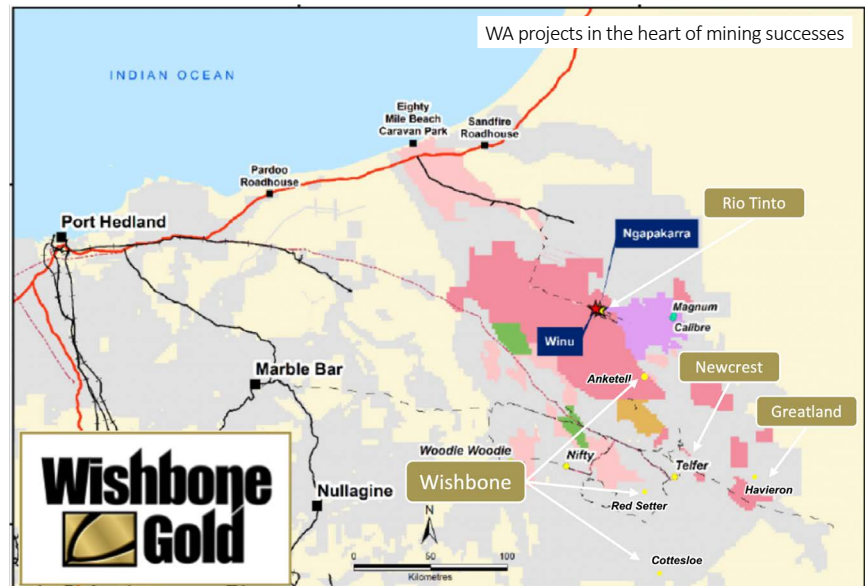 WA projects in the heart of mining successes
INDIAN OCEAN
Eighty
Mile Beach
Caravan Park
Sandfire
Roadhouse
Pardoo
Roadhouse
Port Hedland
Rio Tinto
Ngapakarra
Magnum
Calibre
Winu
Marble Bar
Anketell
Newcrest
Greatland
Woodie Woodie
Nifty
Telfer
Wishbone
Havieron
Red Setter
Nullagine
N
0
50
100
Kilometres
Cottesloe
Wishbone
Gold